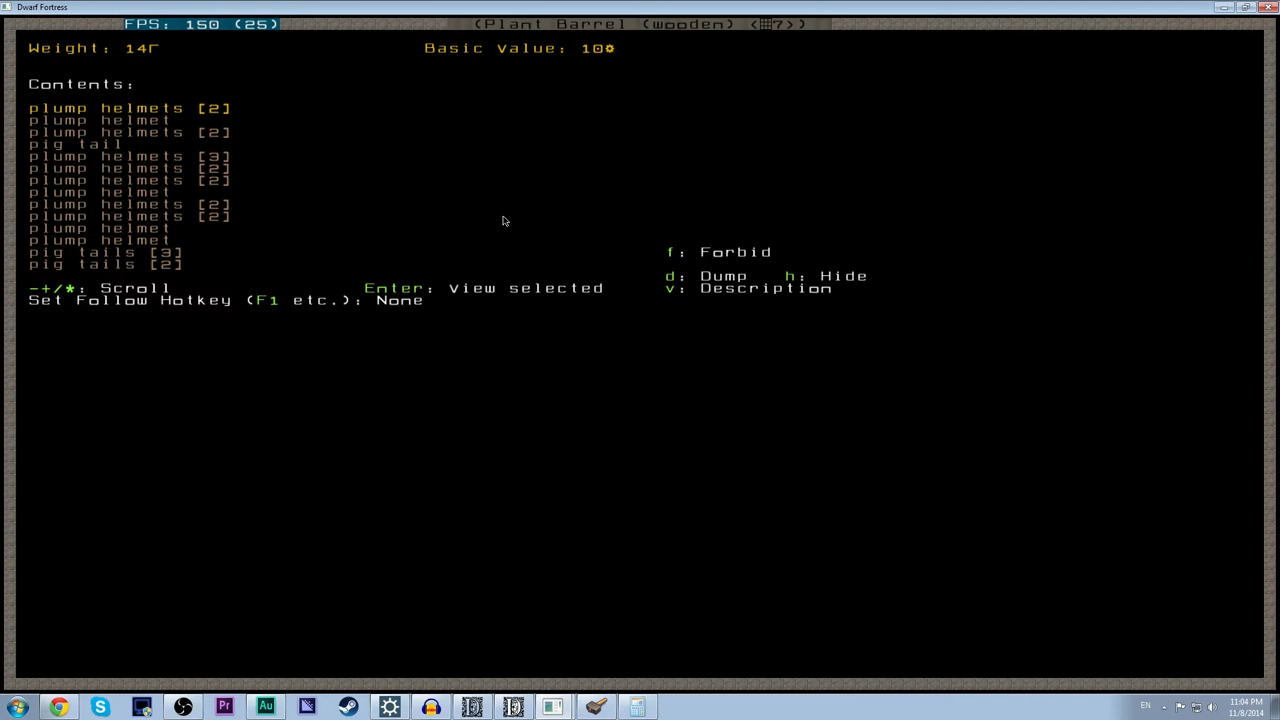 Dwarf Fortress
FPS: 150 (25) (Plant Barrel (wooden) <#7>)
Weight: 14Γ Basic Value: 10☼
Contents:
plump helmets [2]
plump helmet
plump helmets [2]
pig tail
plump helmets [3]
plump helmets [2]
plump helmets [2]
plump helmet
plump helmets [2]
plump helmets [2]
plump helmet
plump helmet
pig tails [3] f: Forbid
pig tails [2]
d: Dump h: Hide
-+/*: Scroll Enter: View selected v: Description
Set Follow Hotkey (F1 etc.): None
Pr Au
EN 11:04 PM
11/8/2014